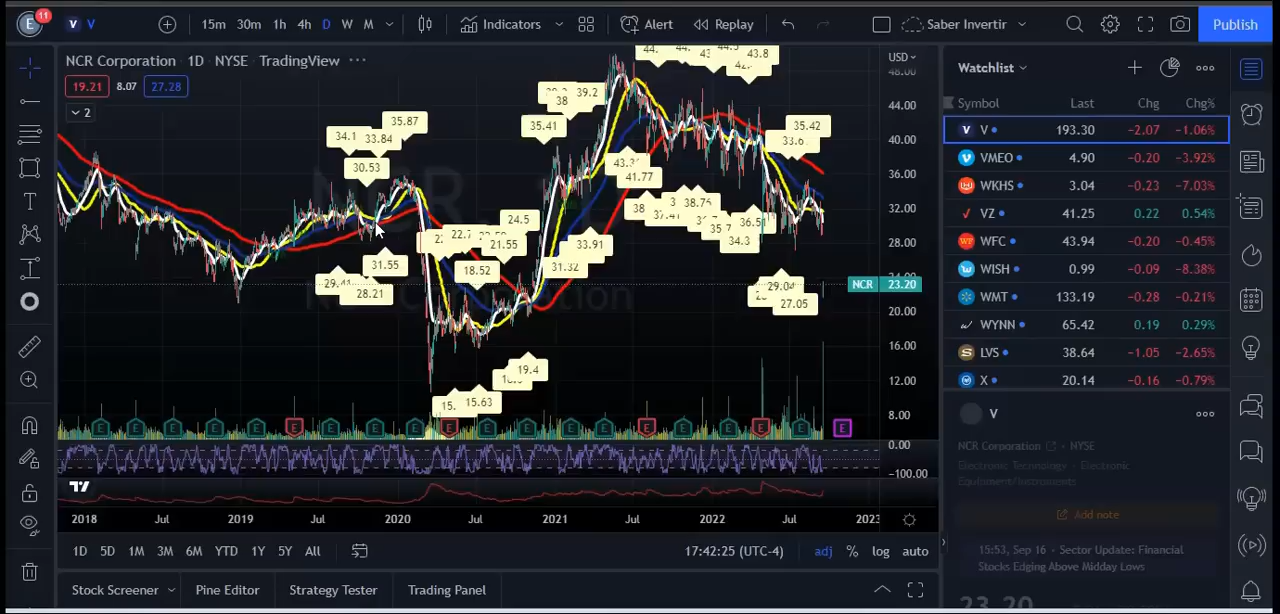 E 11 V V 15m 30m 1h 4h D W M Indicators Alert Replay Saber Invertir Publish
NCR Corporation · 1D · NYSE TradingView ···
19.21 8.07 27.28
2
USD
48.00
44.00
40.00
36.00
32.00
28.00
24.00
NCR 23.20
20.00
16.00
12.00
8.00
0.00
−100.00
43.8
39.2
38
35.87
35.41
35.42
33.84
34.1
30.53
41.77
38.74
24.5
21.55
33.91
34.3
31.55
18.52
31.32
28.21
29.04
27.05
19.4
15.63
15.
E E E E E E E E E E E E E E E E E E E E
2018 Jul 2019 Jul 2020 Jul 2021 Jul 2022 Jul 2023
1D 5D 1M 3M 6M YTD 1Y 5Y All 17:42:25 (UTC-4) adj % log auto
Stock Screener Pine Editor Strategy Tester Trading Panel
Watchlist
Symbol Last Chg Chg%
V 193.30 −2.07 −1.06%
VMEO 4.90 −0.20 −3.92%
WKHS 3.04 −0.23 −7.03%
VZ 41.25 0.22 0.54%
WFC 43.94 −0.20 −0.45%
WISH 0.99 −0.09 −8.38%
WMT 133.19 −0.28 −0.21%
WYNN 65.42 0.19 0.29%
LVS 38.64 −1.05 −2.65%
X 20.14 −0.16 −0.79%
V
NCR Corporation · NYSE
Electronic Technology · Electronic
Equipment/Instruments
Add note
15:53, Sep 16 · Sector Update: Financial
Stocks Edging Above Midday Lows
23.20 USD